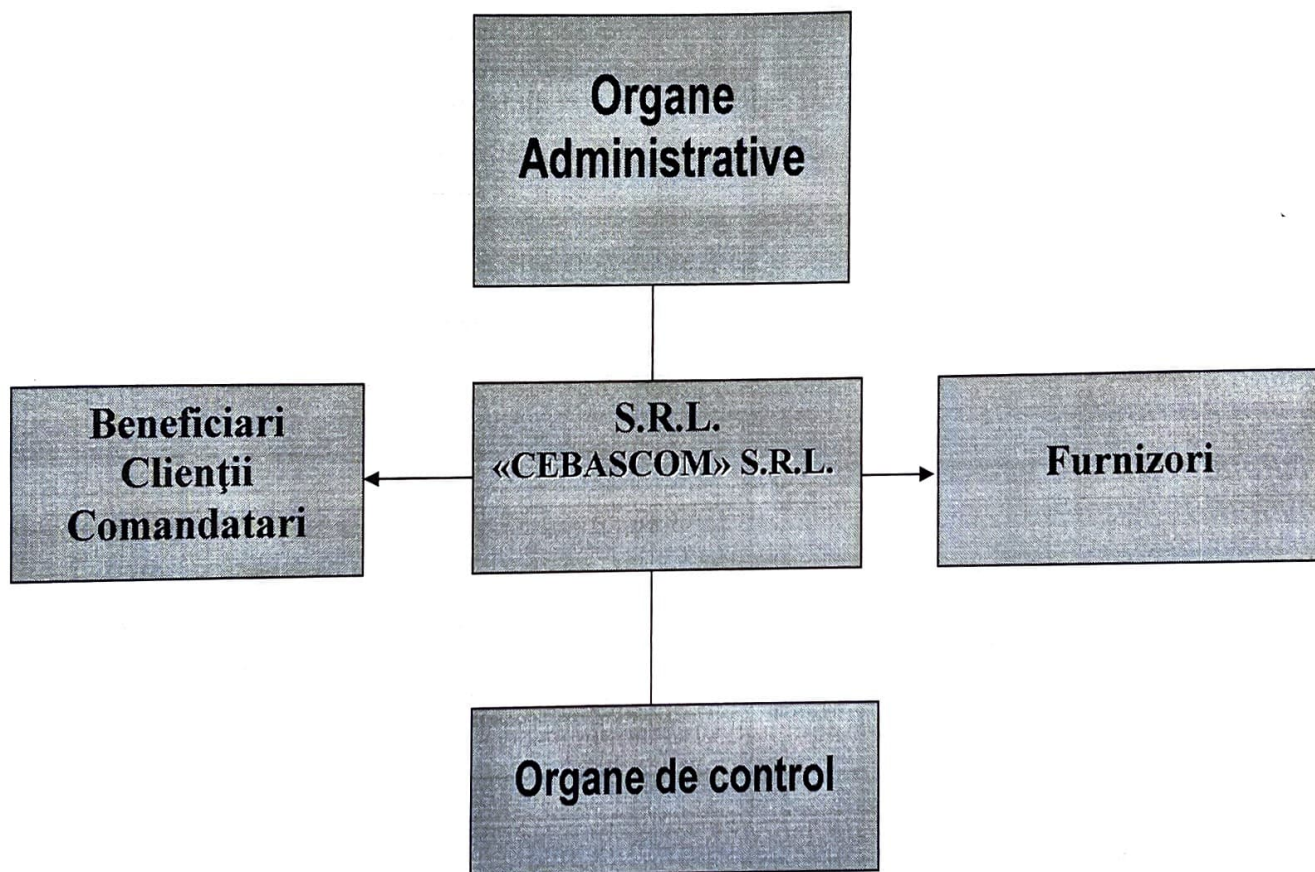 Organe
Administrative
Beneficiari
Clienţii
Comandatari
S.R.L.
«CEBASCOM» S.R.L.
Furnizori
Organe de control